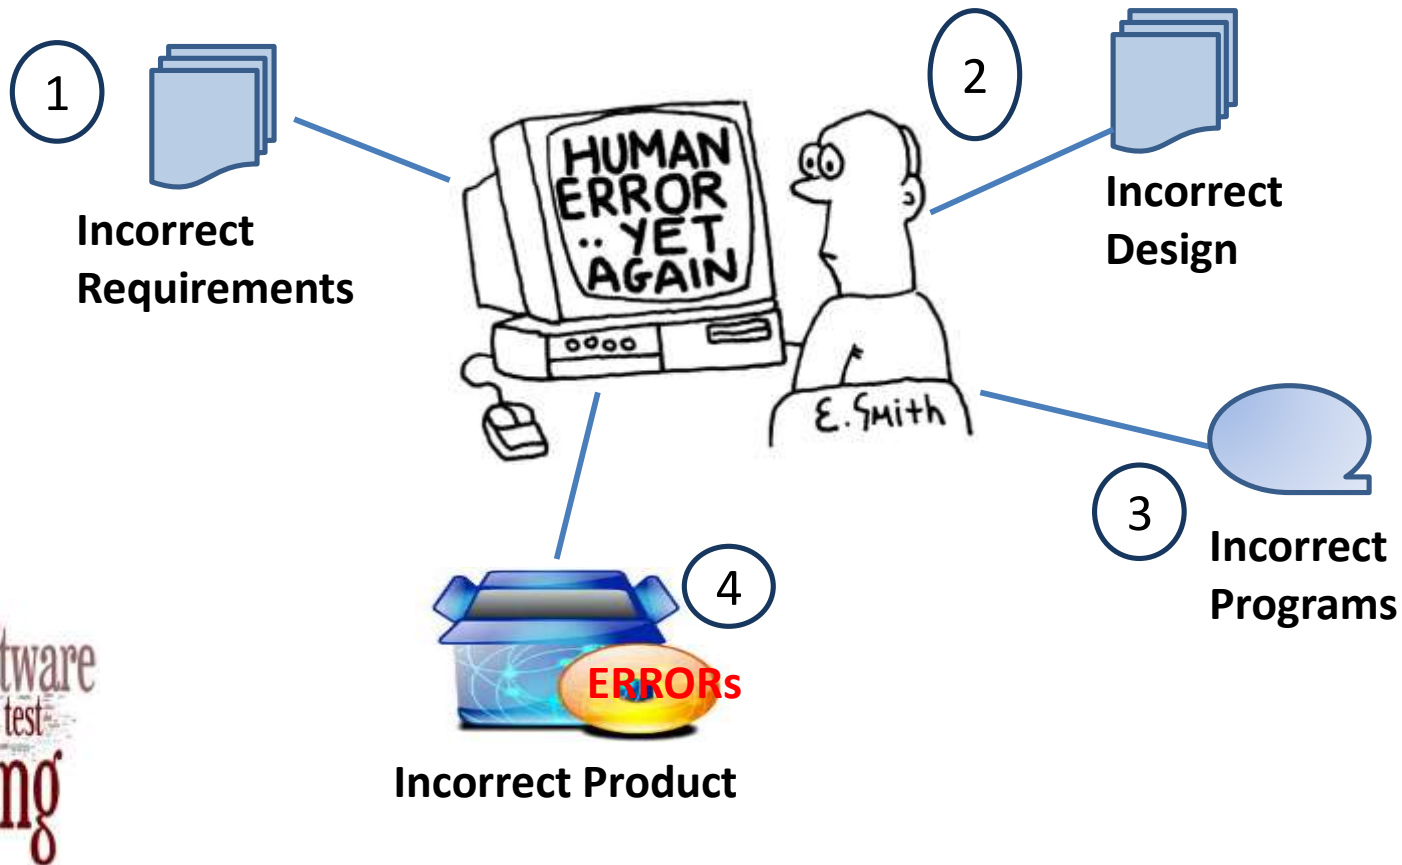 1
Incorrect
Requirements
HUMAN
ERROR
.. YET
AGAIN
2
Incorrect
Design
E. Smith
3
Incorrect
Programs
4
ERRORs
Incorrect Product
tware
test
ng